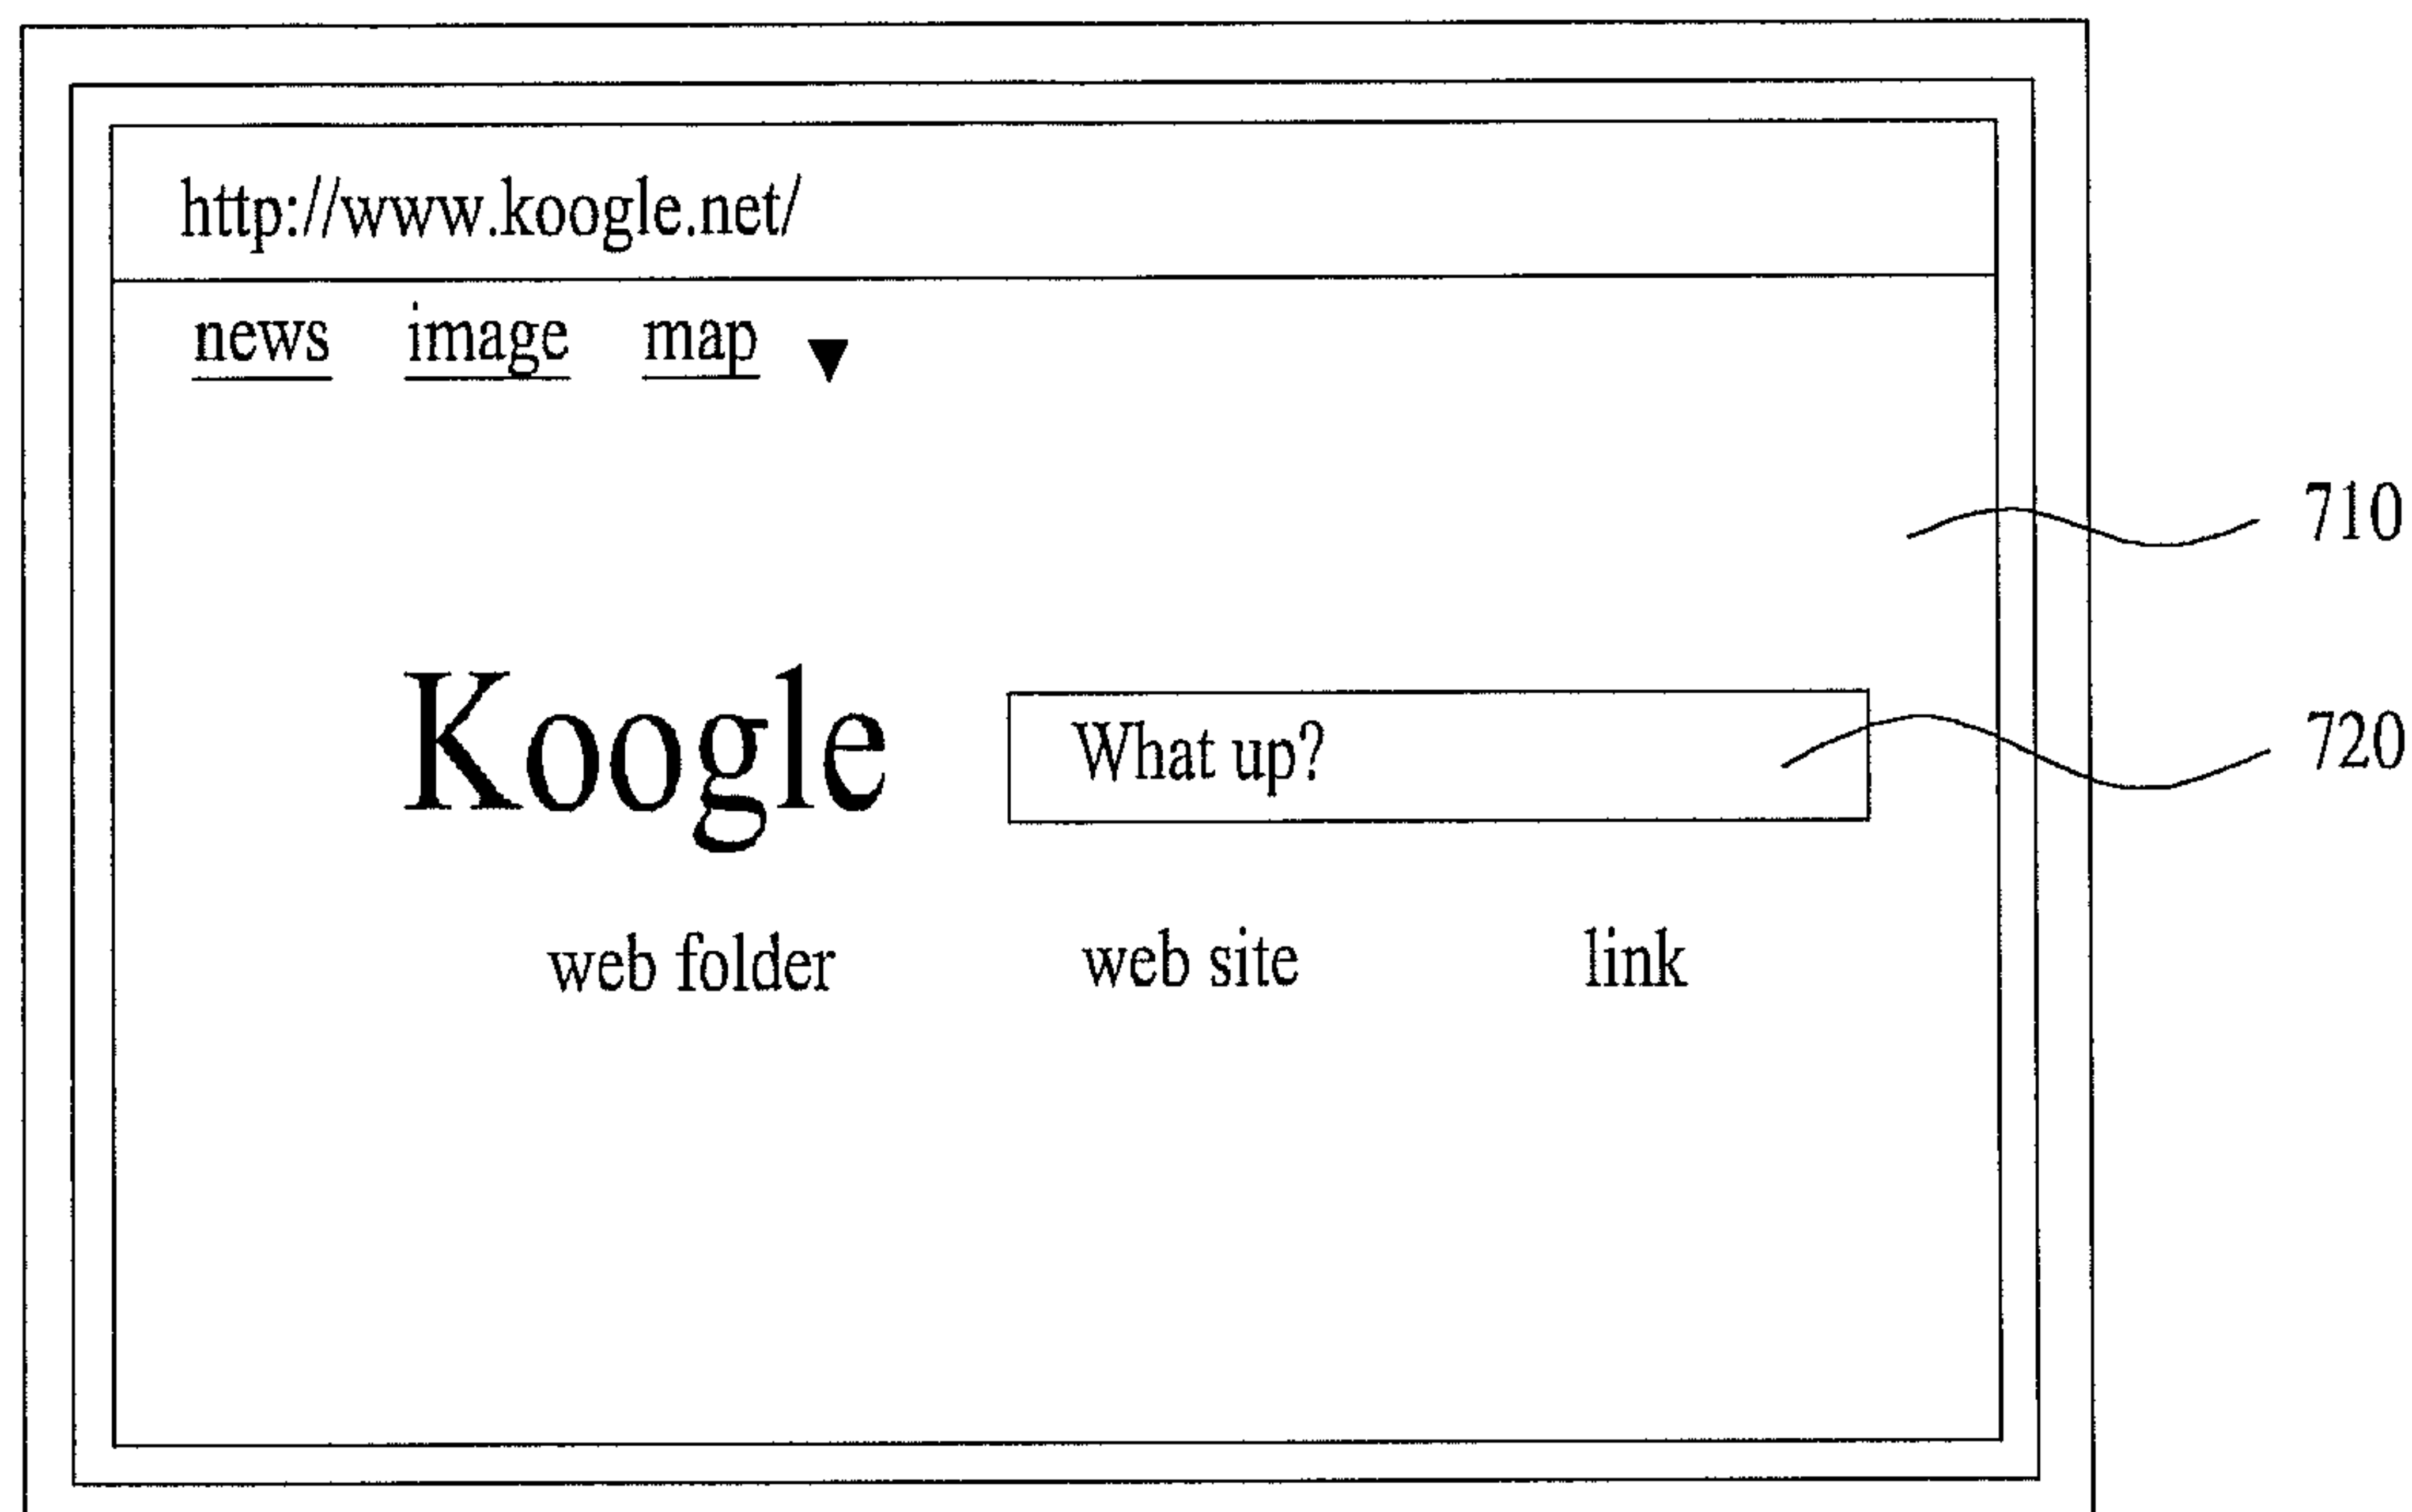 http://www.koogle.net/
news image map ▼
710
Koogle What up? 720
web folder web site link